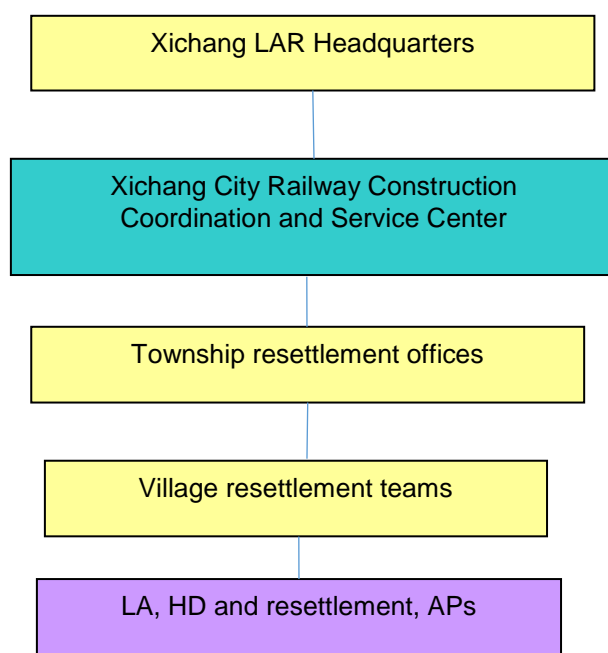 Xichang LAR Headquarters
Xichang City Railway Construction
Coordination and Service Center
Township resettlement offices
Village resettlement teams
LA, HD and resettlement, APs